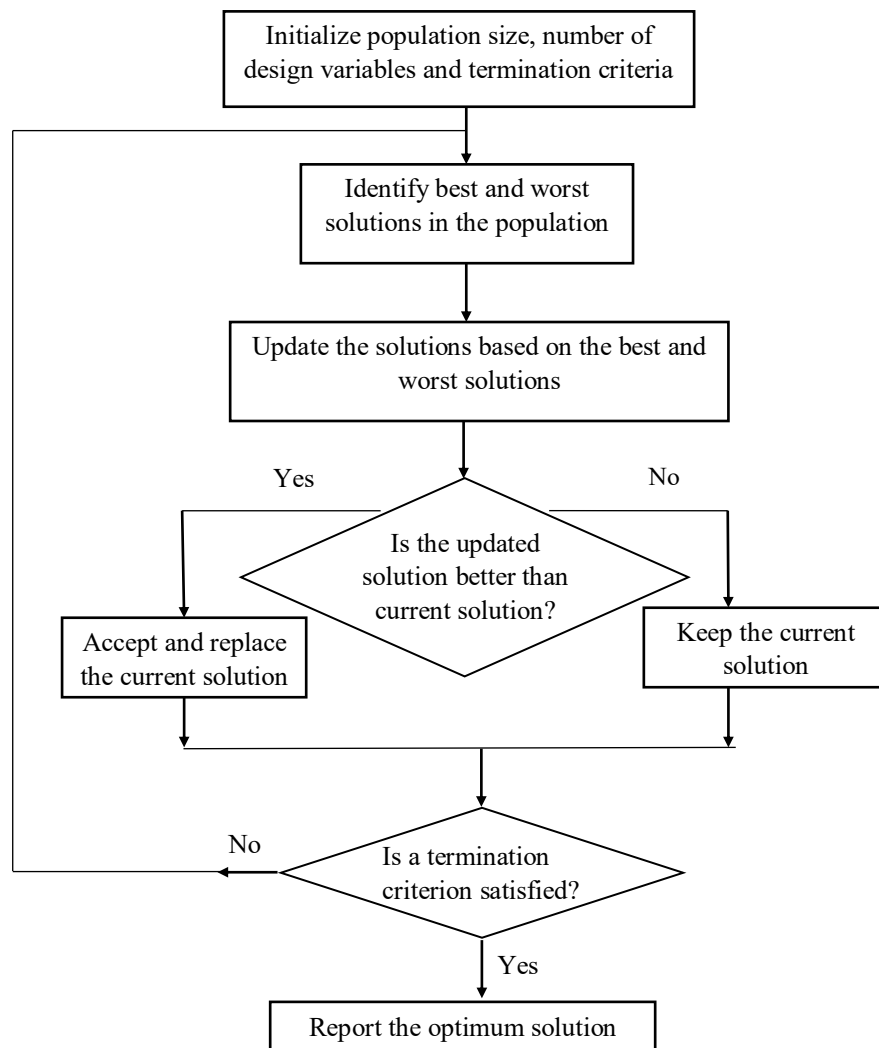 Initialize population size, number of
design variables and termination criteria
Identify best and worst
solutions in the population
Update the solutions based on the best and
worst solutions
Yes
No
Is the updated
solution better than
current solution?
Accept and replace
the current solution
Keep the current
solution
No
Is a termination
criterion satisfied?
Yes
Report the optimum solution